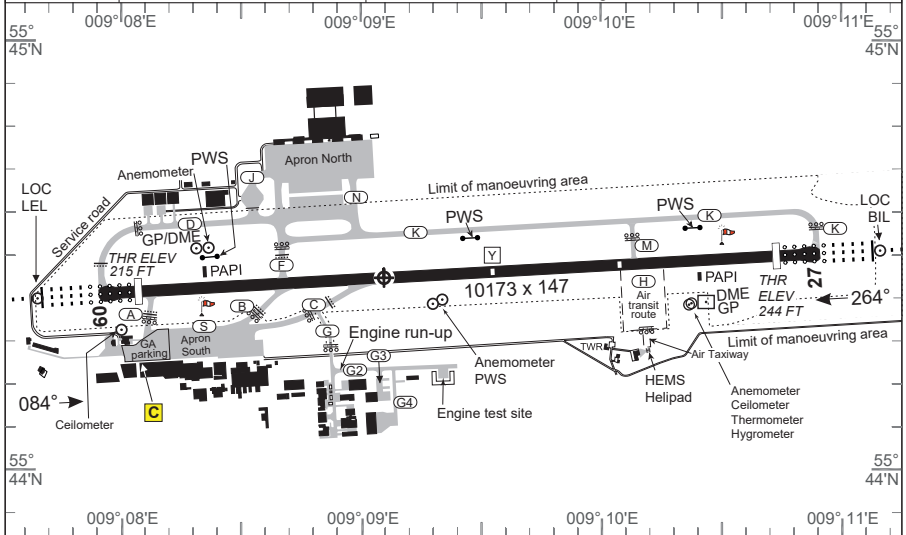 009°08'E
009°09'E
009°10'E
009°11'E
55°
45'N
55°
45'N
PWS
Anemometer
J
Apron North
N
Limit of manoeuvring area
LOC
LEL
Service road
D
GP/DME
PWS
K
PWS
K
K
LOC
BIL
THR ELEV
215 FT
PAPI
F
Y
M
09
10173 x 147
H
Air
transit
route
PAPI
DME
GP
THR
ELEV
244 FT
27
264°
A
S
B
C
G
GA
parking
Apron
South
Engine run-up
G3
G2
G4
Anemometer
PWS
TWR
Air Taxiway
Limit of manoeuvring area
HEMS
Helipad
Engine test site
Anemometer
Ceilometer
Thermometer
Hygrometer
084°
Ceilometer
C
55°
44'N
55°
44'N
009°08'E
009°09'E
009°10'E
009°11'E